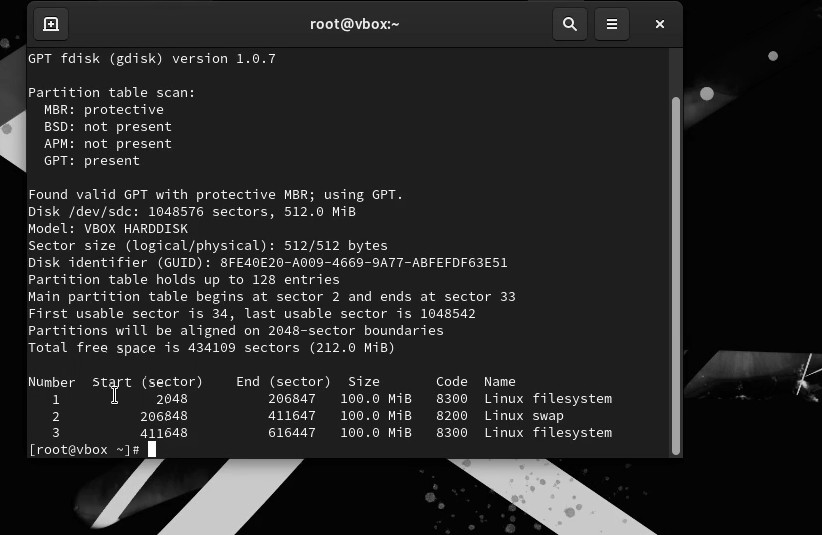 root@vbox:~
GPT fdisk (gdisk) version 1.0.7
Partition table scan:
MBR: protective
BSD: not present
APM: not present
GPT: present
Found valid GPT with protective MBR; using GPT.
Disk /dev/sdc: 1048576 sectors, 512.0 MiB
Model: VBOX HARDDISK
Sector size (logical/physical): 512/512 bytes
Disk identifier (GUID): 8FE40E20-A009-4669-9A77-ABFEFDF63E51
Partition table holds up to 128 entries
Main partition table begins at sector 2 and ends at sector 33
First usable sector is 34, last usable sector is 1048542
Partitions will be aligned on 2048-sector boundaries
Total free space is 434109 sectors (212.0 MiB)
Number Start (sector) End (sector) Size Code Name
1 2048 206847 100.0 MiB 8300 Linux filesystem
2 206848 411647 100.0 MiB 8200 Linux swap
3 411648 616447 100.0 MiB 8300 Linux filesystem
[root@vbox ~]#